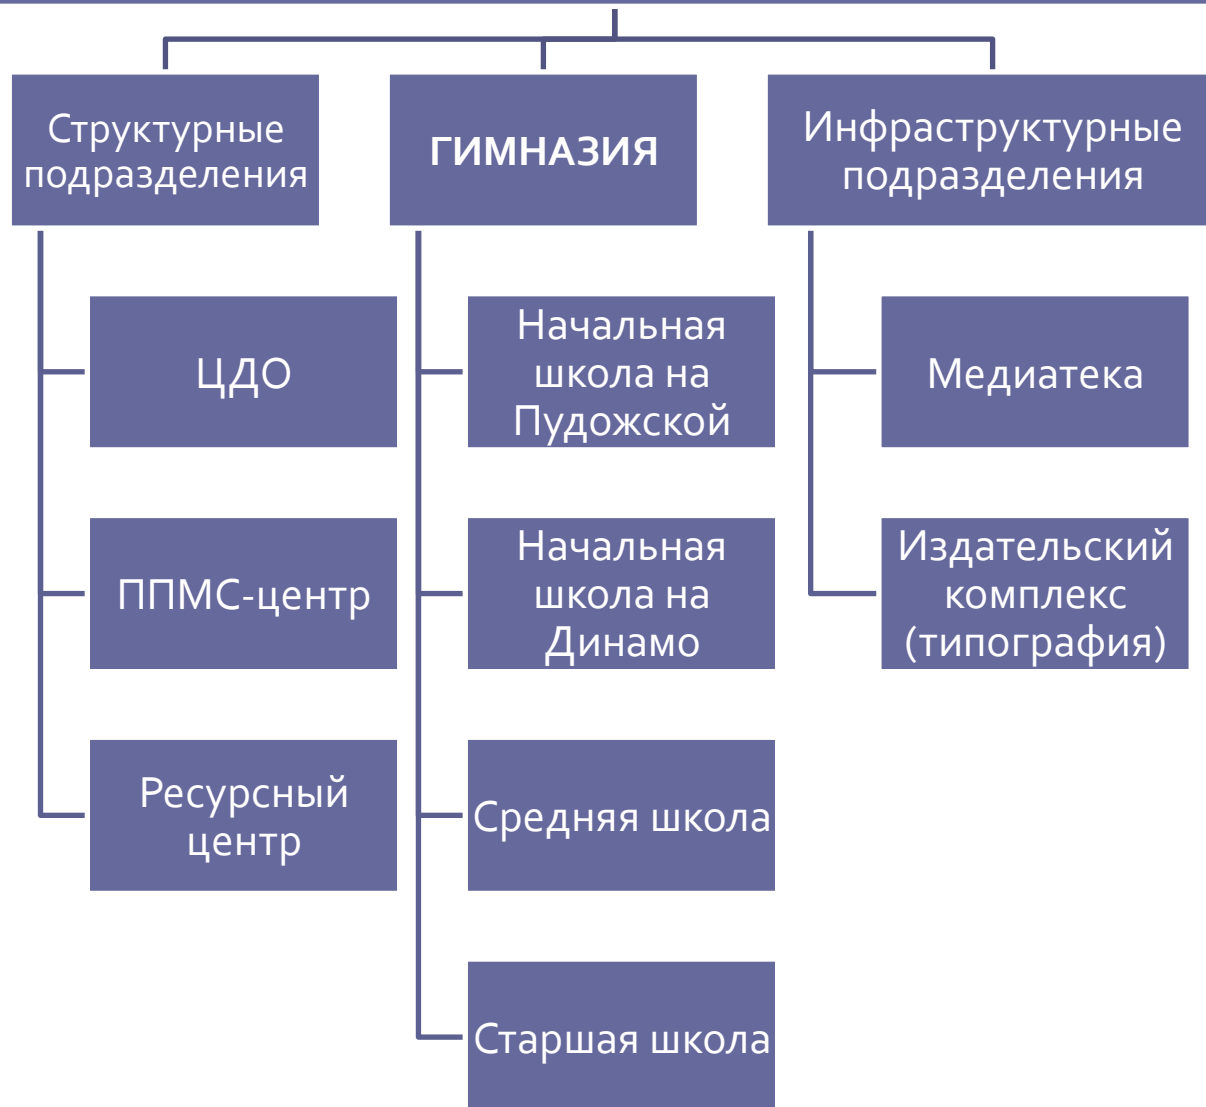 Структурные
подразделения
ГИМНАЗИЯ
Инфраструктурные
подразделения
ЦДО
Начальная
школа на
Пудожской
Медиатека
ППМС-центр
Начальная
школа на
Динамо
Издательский
комплекс
(типография)
Ресурсный
центр
Средняя школа
Старшая школа